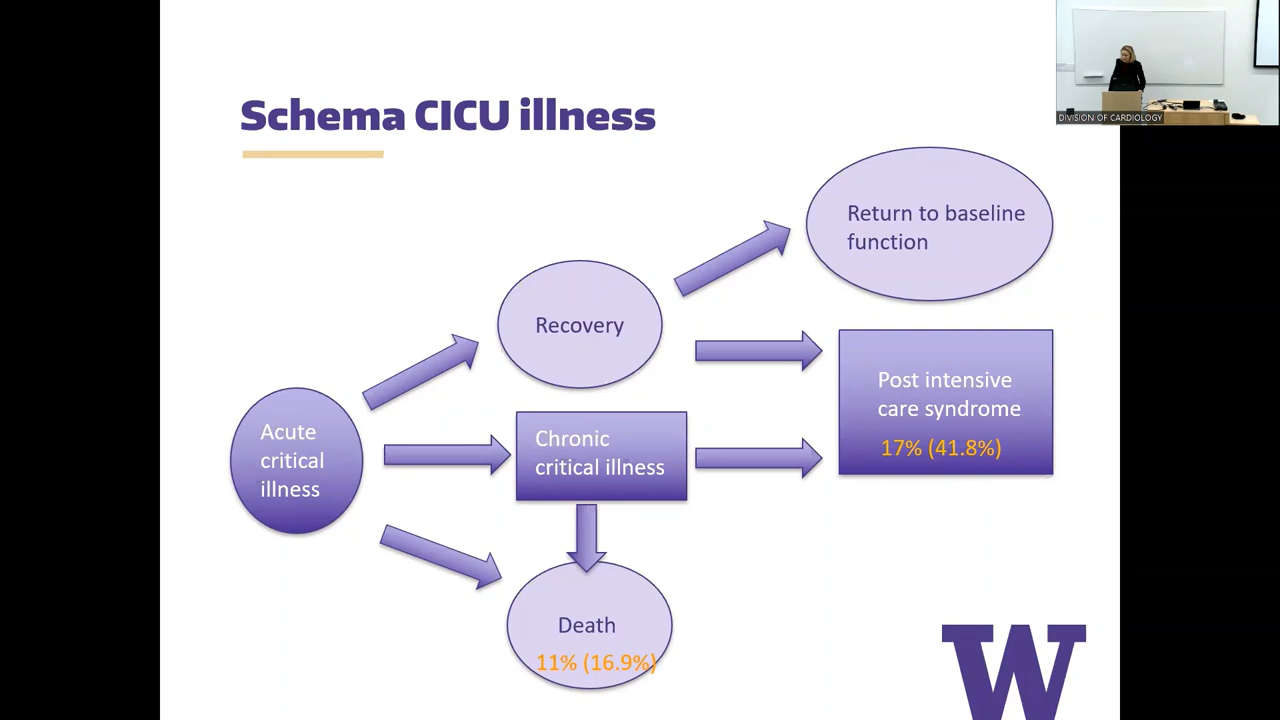 DIVISION OF CARDIOLOGY
Schema CICU illness
Return to baseline
function
Recovery
Post intensive
care syndrome
17% (41.8%)
Acute
critical
illness
Chronic
critical illness
Death
11% (16.9%)
W